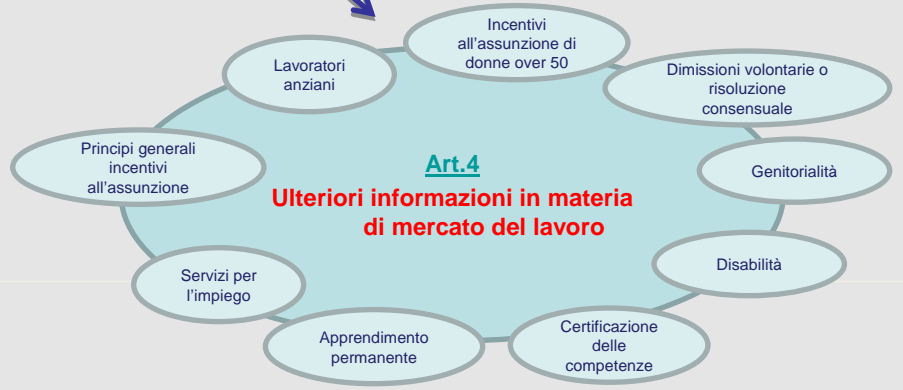 Incentivi
all'assunzione di
donne over 50
Lavoratori
anziani
Dimissioni volontarie o
risoluzione
consensuale
Principi generali
incentivi
all'assunzione
Art.4
Ulteriori informazioni in materia
di mercato del lavoro
Genitorialità
Disabilità
Servizi per
l'impiego
Apprendimento
permanente
Certificazione
delle
competenze